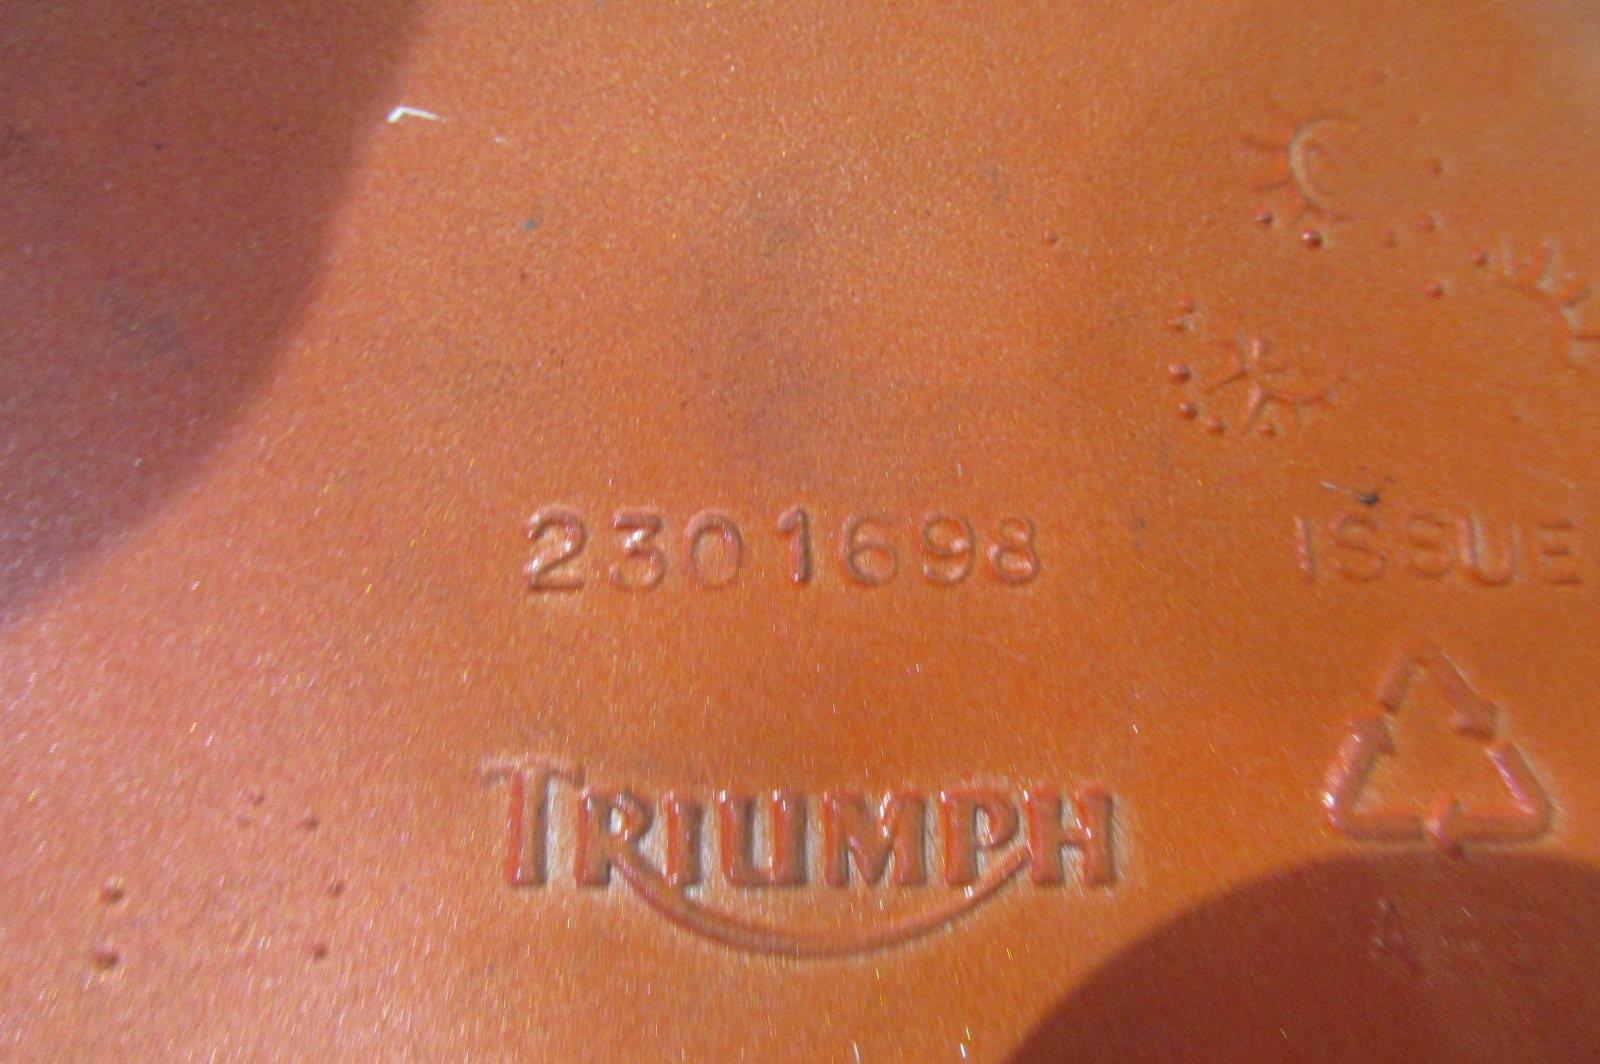 2301698
ISSUE
TRIUMPH